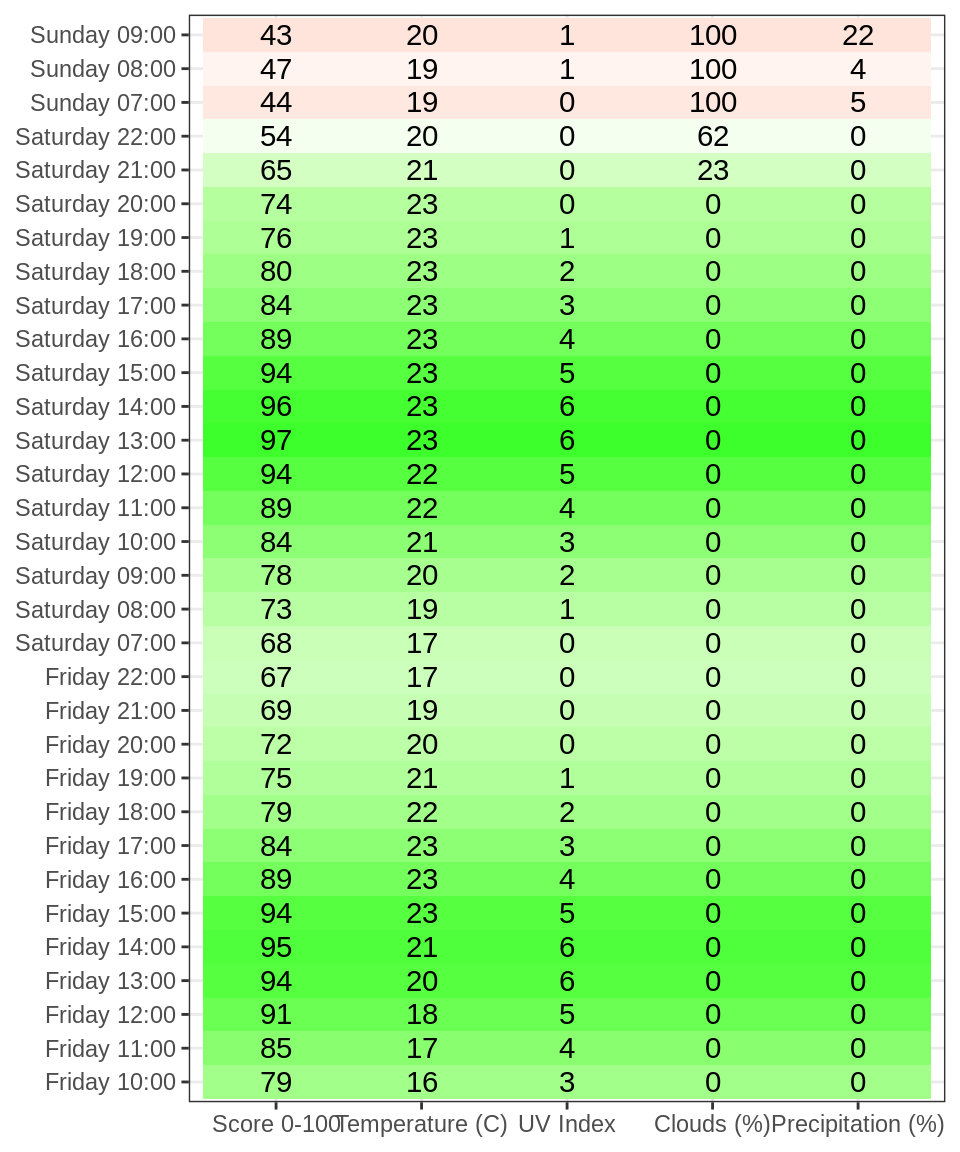 Sunday 09:00 43 20 1 100 22
Sunday 08:00 47 19 1 100 4
Sunday 07:00 44 19 0 100 5
Saturday 22:00 54 20 0 62 0
Saturday 21:00 65 21 0 23 0
Saturday 20:00 74 23 0 0 0
Saturday 19:00 76 23 1 0 0
Saturday 18:00 80 23 2 0 0
Saturday 17:00 84 23 3 0 0
Saturday 16:00 89 23 4 0 0
Saturday 15:00 94 23 5 0 0
Saturday 14:00 96 23 6 0 0
Saturday 13:00 97 23 6 0 0
Saturday 12:00 94 22 5 0 0
Saturday 11:00 89 22 4 0 0
Saturday 10:00 84 21 3 0 0
Saturday 09:00 78 20 2 0 0
Saturday 08:00 73 19 1 0 0
Saturday 07:00 68 17 0 0 0
Friday 22:00 67 17 0 0 0
Friday 21:00 69 19 0 0 0
Friday 20:00 72 20 0 0 0
Friday 19:00 75 21 1 0 0
Friday 18:00 79 22 2 0 0
Friday 17:00 84 23 3 0 0
Friday 16:00 89 23 4 0 0
Friday 15:00 94 23 5 0 0
Friday 14:00 95 21 6 0 0
Friday 13:00 94 20 6 0 0
Friday 12:00 91 18 5 0 0
Friday 11:00 85 17 4 0 0
Friday 10:00 79 16 3 0 0
Score 0-100 Temperature (C) UV Index Clouds (%) Precipitation (%)